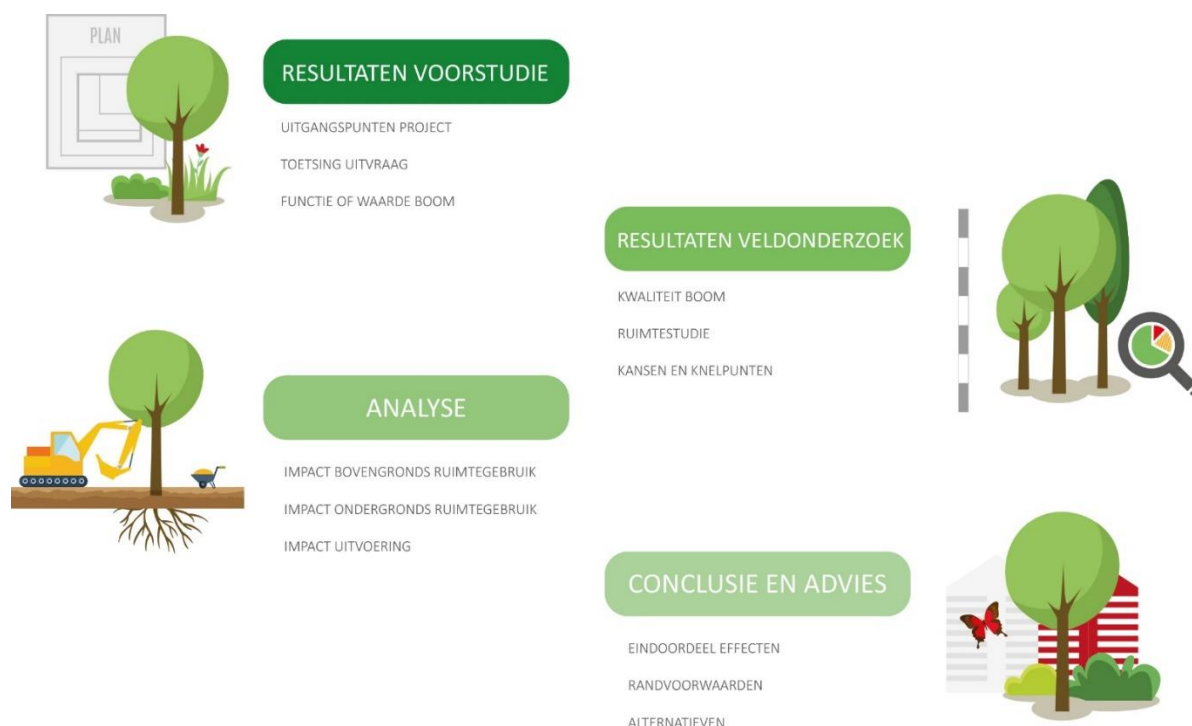 PLAN
RESULTATEN VOORSTUDIE
UITGANGSPUNTEN PROJECT
TOETSING UITVRAAG
FUNCTIE OF WAARDE BOOM
RESULTATEN VELDONDERZOEK
KWALITEIT BOOM
RUIMTESTUDIE
KANSEN EN KNELPUNTEN
ANALYSE
IMPACT BOVENGRONDS RUIMTEGEBRUIK
IMPACT ONDERGRONDS RUIMTEGEBRUIK
IMPACT UITVOERING
CONCLUSIE EN ADVIES
EINDOORDEEL EFFECTEN
RANDVOORWAARDEN
ALTERNATIEVEN